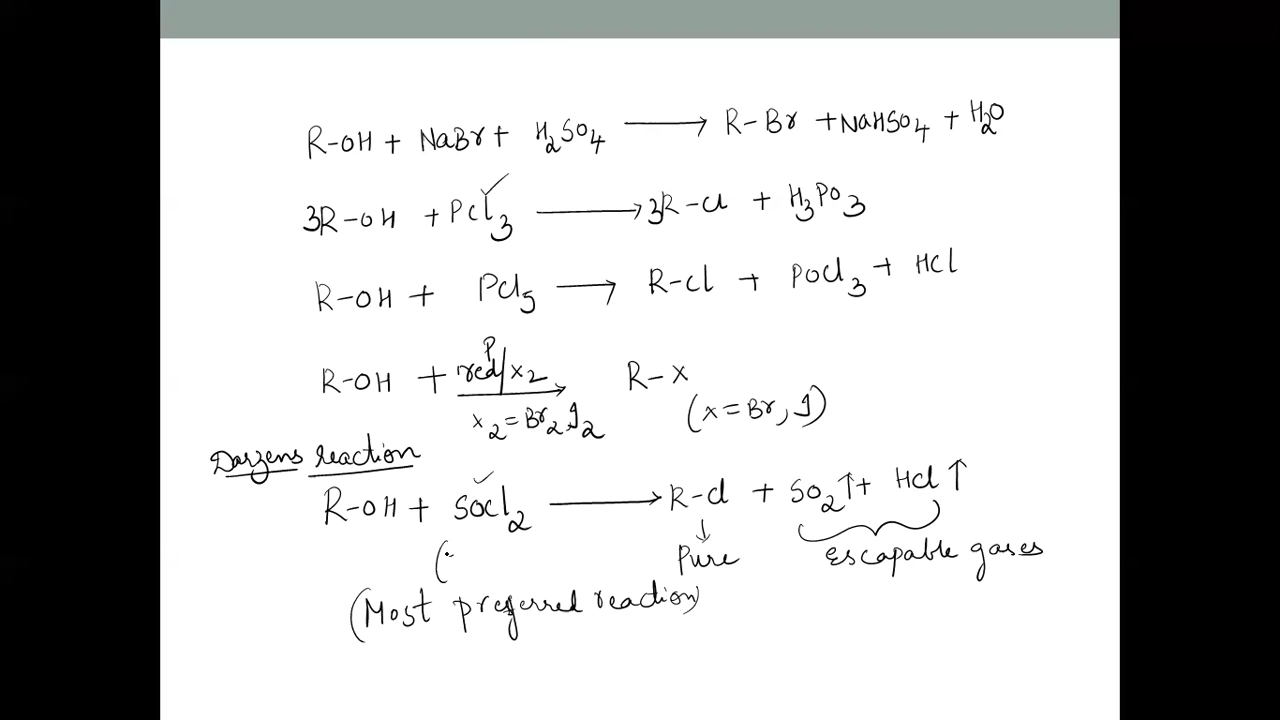 R-OH + NaBr + H₂SO₄ ⟶ R-Br + NaHSO₄ + H₂O
3R-OH + PCl₃ ⟶ 3R-Cl + H₃PO₃
R-OH + PCl₅ ⟶ R-Cl + POCl₃ + HCl
R-OH + red P/X₂ ⟶ R-X
X₂ = Br₂, I₂ (X = Br, I)
Darzens reaction
R-OH + SOCl₂ ⟶ R-Cl + SO₂↑ + HCl↑
↓
Pure Escapable gases
(Most preferred reaction)